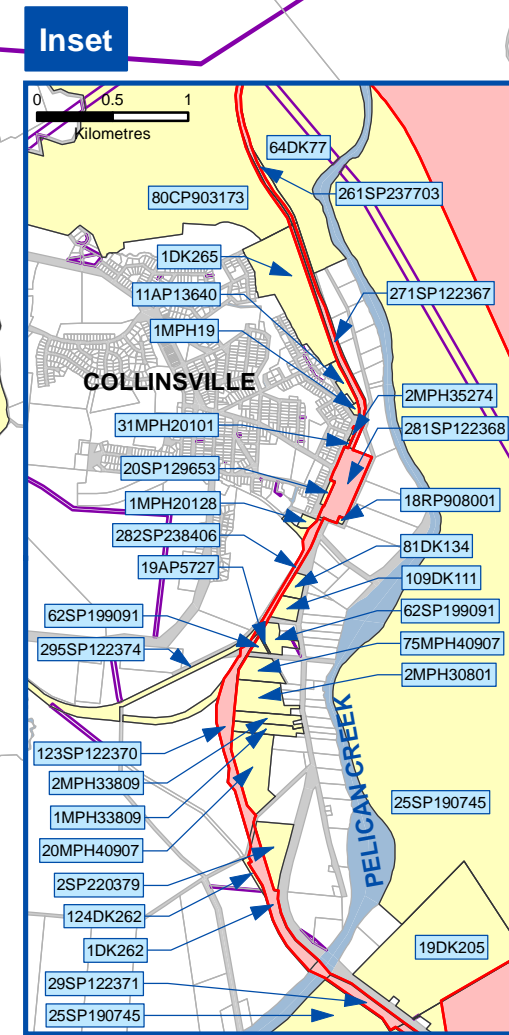 Inset
0 0.5 1
Kilometres
64DK77
80CP903173
261SP237703
1DK265
11AP13640
271SP122367
1MPH19
COLLINSVILLE
2MPH35274
31MPH20101
281SP122368
20SP129653
1MPH20128
18RP908001
282SP238406
81DK134
19AP5727
109DK111
62SP199091
62SP199091
295SP122374
75MPH40907
2MPH30801
PELICAN CREEK
123SP122370
2MPH33809
25SP190745
1MPH33809
20MPH40907
2SP220379
124DK262
1DK262
19DK205
29SP122371
25SP190745